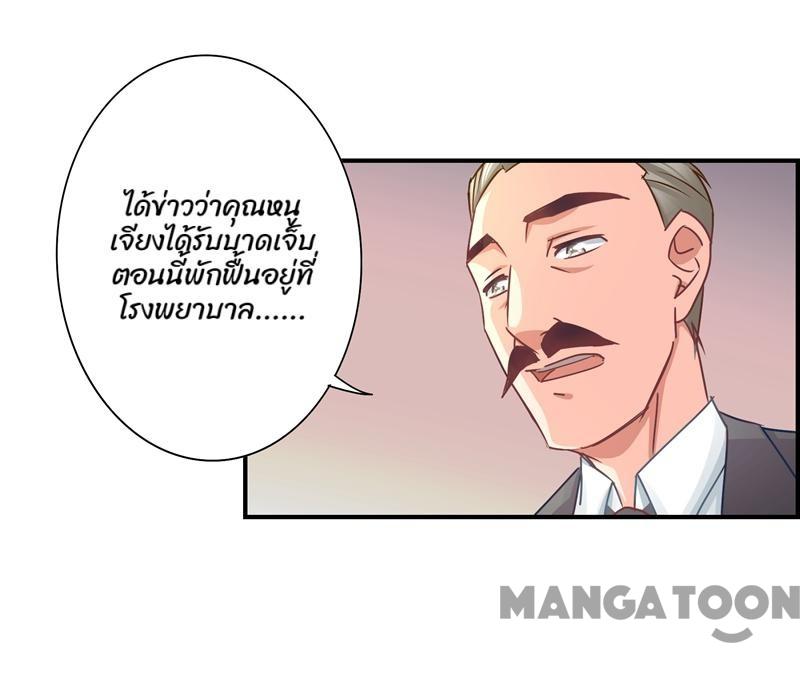 ได้ข่าวว่าคุณหนู
เจียงได้รับบาดเจ็บ
ตอนนี้พักฟื้นอยู่ที่
โรงพยาบาล......
MANGATOON